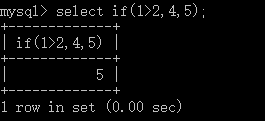 mysql> select if(1>2,4,5);
+-------------+
| if(1>2,4,5) |
+-------------+
|           5 |
+-------------+
1 row in set (0.00 sec)